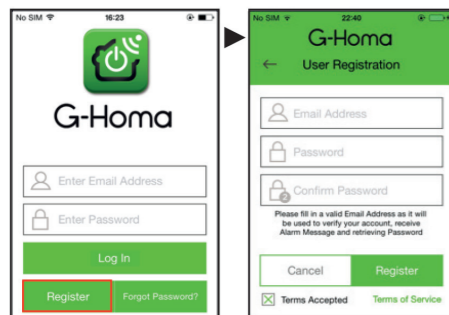 No SIM 16:23
G-Homa
Enter Email Address
Enter Password
Log In
Register Forgot Password?
No SIM 22:40
G-Homa
← User Registration
Email Address
Password
2 Confirm Password
Please fill in a valid Email Address as it will
be used to verify your account, receive
Alarm Message and retrieving Password
Cancel Register
Terms Accepted Terms of Service